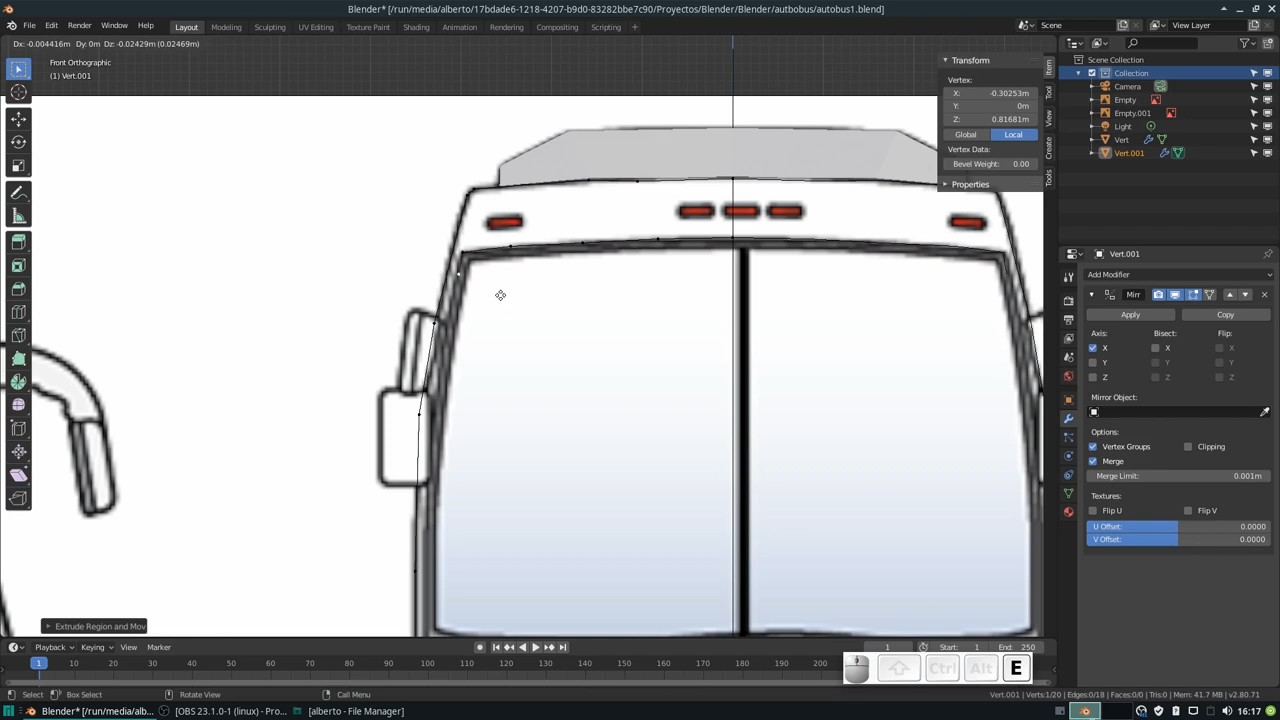 Blender* [/run/media/alberto/17bdade6-1218-4207-b9d0-83282bbe7c90/Proyectos/Blender/Blender/autbobus/autobus1.blend]
File Edit Render Window Help Layout Modeling Sculpting UV Editing Texture Paint Shading Animation Rendering Compositing Scripting + Scene View Layer
Dx: -0.004416m Dy: 0m Dz: -0.02429m (0.02469m)
Front Orthographic
(1) Vert.001
Transform
Vertex:
X: -0.30253m
Y: 0m
Z: 0.81681m
Global Local
Vertex Data:
Bevel Weight: 0.00
Properties
Item
Tool
View
Create
Tools
Scene Collection
Collection
Camera
Empty
Empty.001
Light
Vert
Vert.001
Vert.001
Add Modifier
Mirr
Apply Copy
Axis: Bisect: Flip:
X X X
Y Y Y
Z Z Z
Mirror Object:
Options:
Vertex Groups Clipping
Merge
Merge Limit: 0.001m
Textures:
Flip U Flip V
U Offset: 0.0000
V Offset: 0.0000
Extrude Region and Mov
Playback Keying View Marker 1 Start: 1 End: 250
1 10 20 30 40 50 60 70 80 90 100 110 120 130 140 150 160 170 180 190 200
Ctrl Alt E
Select Box Select Rotate View Call Menu Vert.001 | Verts:1/20 | Edges:0/18 | Faces:0/0 | Tris:0 | Mem: 41.7 MB | v2.80.71
Blender* [/run/media/alb... [OBS 23.1.0-1 (linux) - Pro... [alberto - File Manager] 16:17